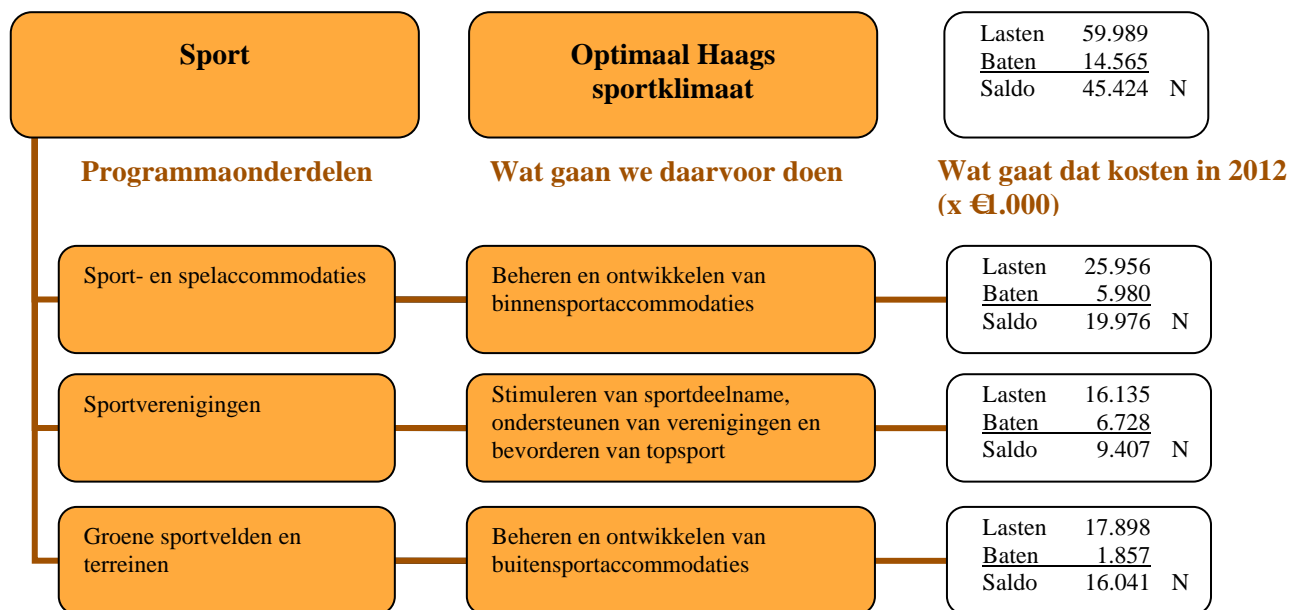 Sport
Optimaal Haags
sportklimaat
Lasten 59.989
Baten 14.565
Saldo 45.424 N
Programmaonderdelen
Wat gaan we daarvoor doen
Wat gaat dat kosten in 2012
(x €1.000)
Sport- en spelaccommodaties
Beheren en ontwikkelen van
binnensportaccommodaties
Lasten 25.956
Baten 5.980
Saldo 19.976 N
Sportverenigingen
Stimuleren van sportdeelname,
ondersteunen van verenigingen en
bevorderen van topsport
Lasten 16.135
Baten 6.728
Saldo 9.407 N
Groene sportvelden en
terreinen
Beheren en ontwikkelen van
buitensportaccommodaties
Lasten 17.898
Baten 1.857
Saldo 16.041 N